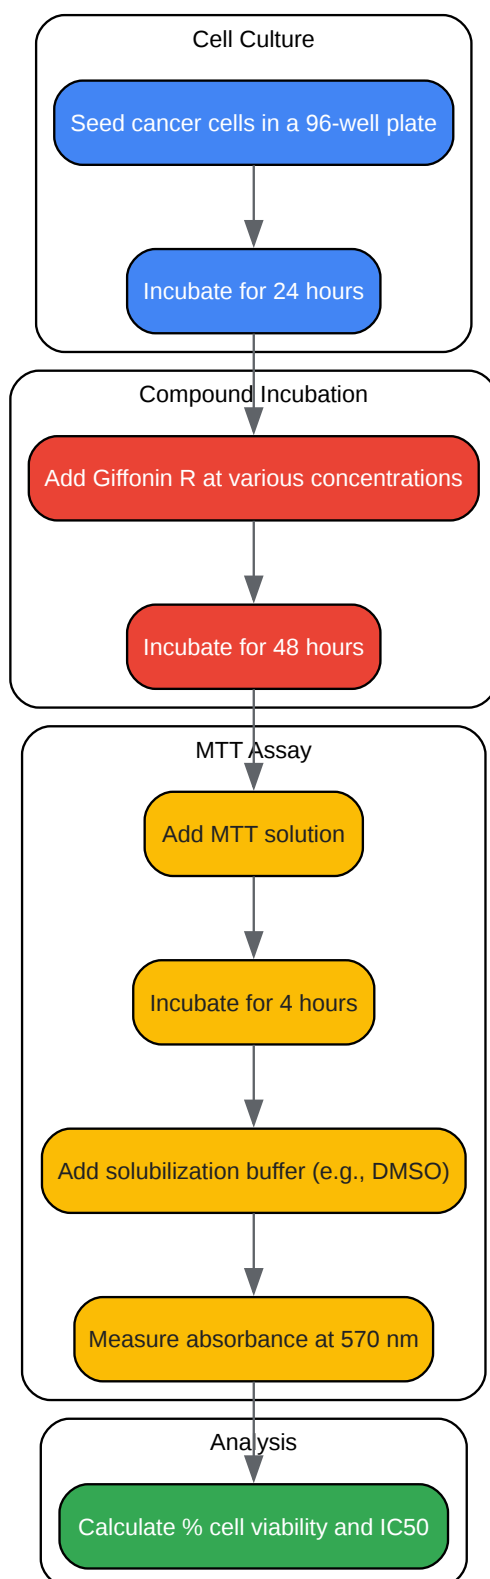 Cell Culture
Seed cancer cells in a 96-well plate
Incubate for 24 hours
Compound Incubation
Add Giffonin R at various concentrations
Incubate for 48 hours
MTT Assay
Add MTT solution
Incubate for 4 hours
Add solubilization buffer (e.g., DMSO)
Measure absorbance at 570 nm
Analysis
Calculate % cell viability and IC50